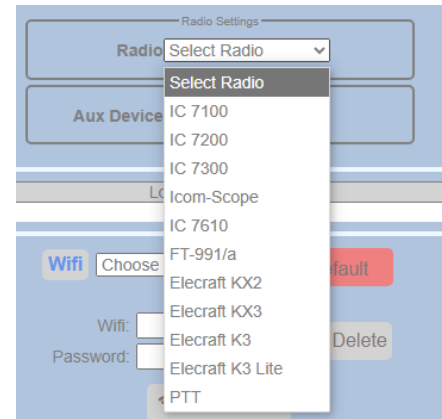 Radio Settings
Radio Select Radio
Select Radio
IC 7100
Aux Device
IC 7200
IC 7300
Icom-Scope
IC 7610
FT-991/a
Wifi Choose
Elecraft KX2
Elecraft KX3
Wifi:
Elecraft K3
Delete
Password:
Elecraft K3 Lite
PTT